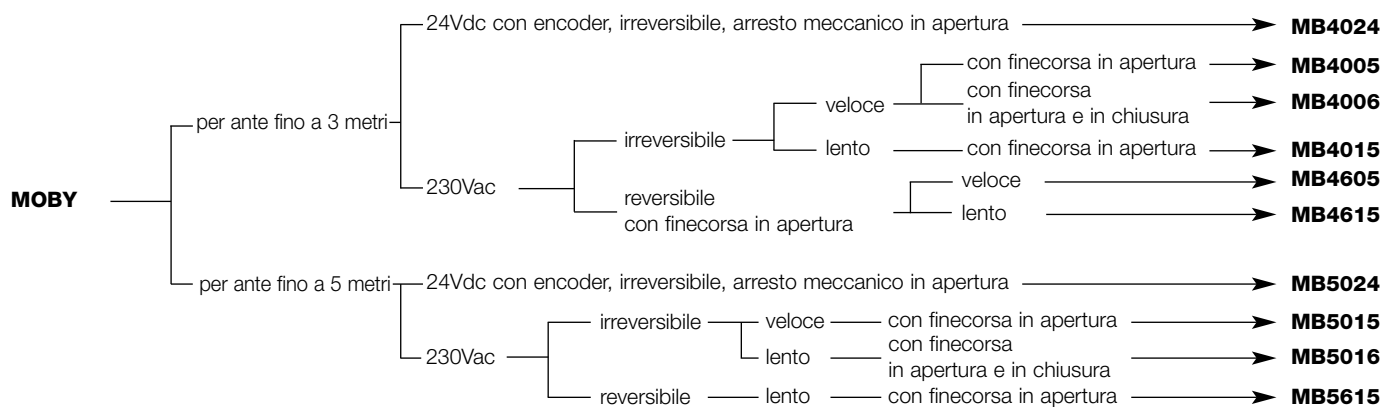 24Vdc con encoder, irreversibile, arresto meccanico in apertura MB4024
con finecorsa in apertura MB4005
con finecorsa
in apertura e in chiusura MB4006
veloce
per ante fino a 3 metri
irreversibile
lento con finecorsa in apertura MB4015
230Vac
veloce MB4605
reversibile
con finecorsa in apertura
lento MB4615
MOBY
per ante fino a 5 metri
24Vdc con encoder, irreversibile, arresto meccanico in apertura MB5024
irreversibile veloce con finecorsa in apertura MB5015
230Vac
lento
con finecorsa
in apertura e in chiusura MB5016
reversibile lento con finecorsa in apertura MB5615